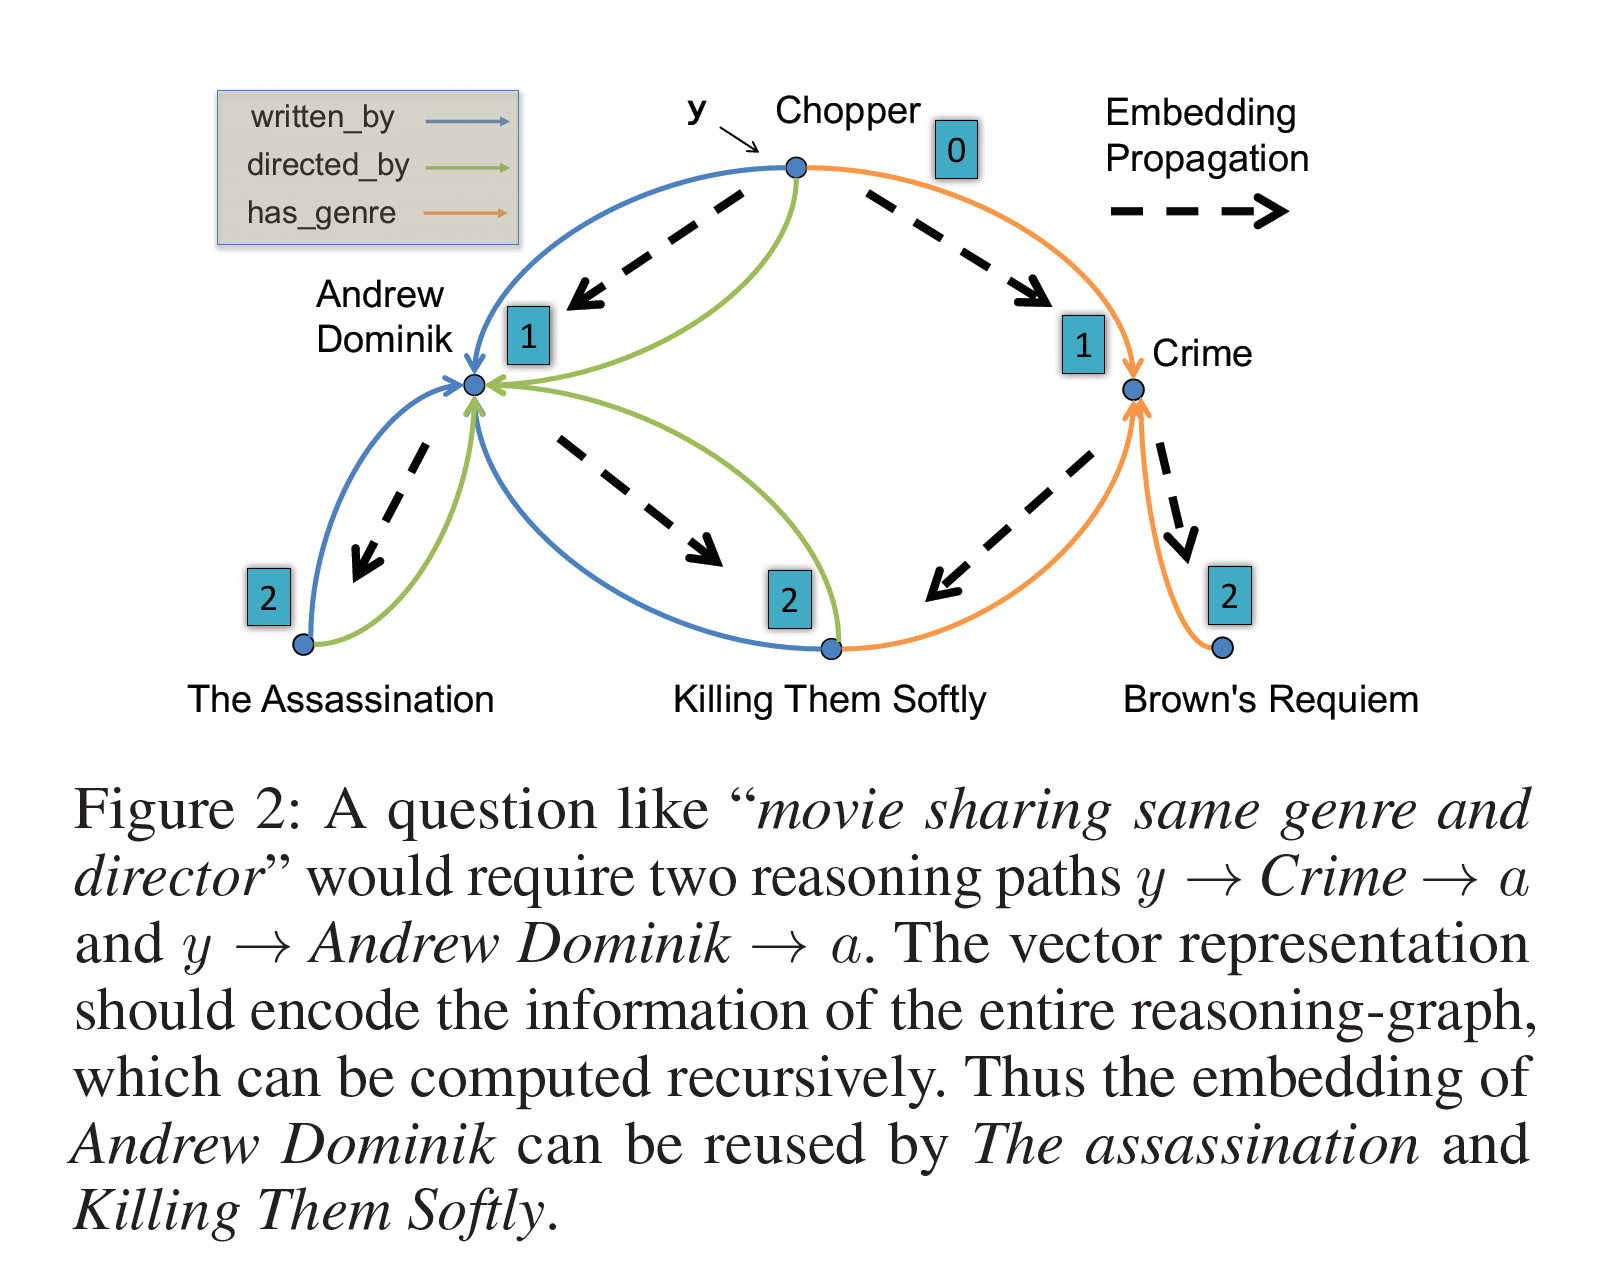 written_by
directed_by
has_genre
y
Chopper
0
Embedding
Propagation
Andrew
Dominik
1
1
Crime
2
2
2
The Assassination
Killing Them Softly
Brown's Requiem
Figure 2: A question like “movie sharing same genre and
director” would require two reasoning paths y → Crime → a
and y → Andrew Dominik → a. The vector representation
should encode the information of the entire reasoning-graph,
which can be computed recursively. Thus the embedding of
Andrew Dominik can be reused by The assassination and
Killing Them Softly.